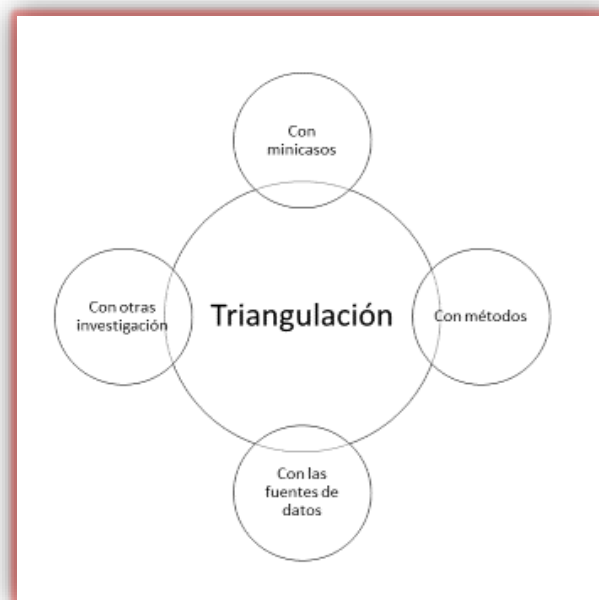 Con
minicasos
Con otras
investigación
Triangulación
Con métodos
Con las
fuentes de
datos